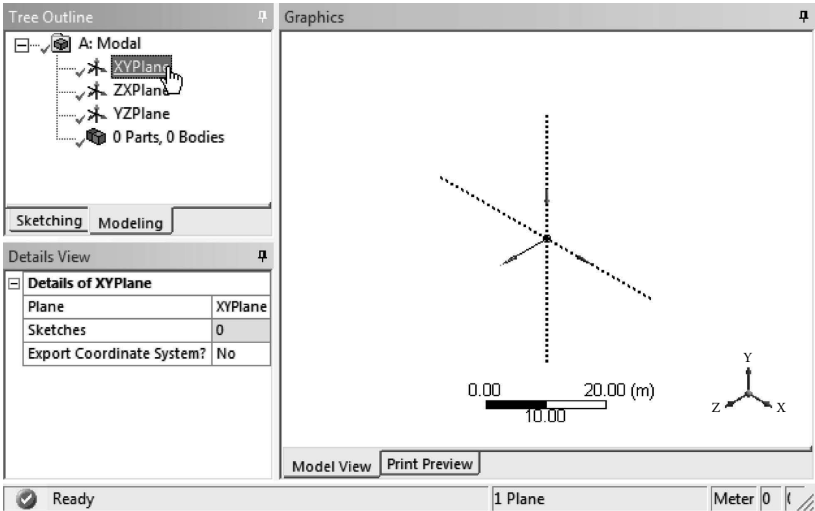 Tree Outline
A: Modal
XYPlane
ZXPlane
YZPlane
0 Parts, 0 Bodies
Sketching Modeling
Details View
Details of XYPlane
Plane XYPlane
Sketches 0
Export Coordinate System? No
Graphics
0.00 20.00 (m)
10.00
Y
Z X
Model View Print Preview
Ready 1 Plane Meter 0